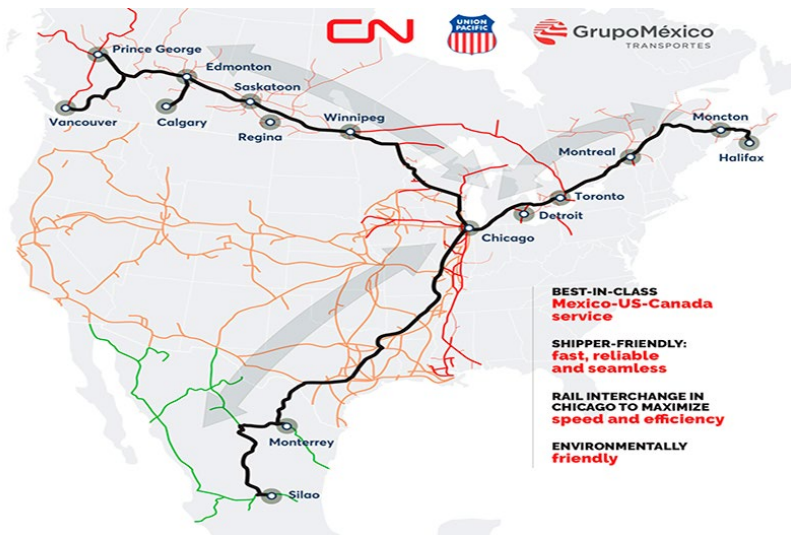 CN
UNION
PACIFIC
GrupoMéxico
TRANSPORTES
Prince George
Edmonton
Saskatoon
Vancouver
Calgary
Regina
Winnipeg
Moncton
Halifax
Montreal
Toronto
Detroit
Chicago
BEST-IN-CLASS
Mexico-US-Canada
service
SHIPPER-FRIENDLY:
fast, reliable
and seamless
RAIL INTERCHANGE IN
CHICAGO TO MAXIMIZE
speed and efficiency
ENVIRONMENTALLY
friendly
Monterrey
Silao